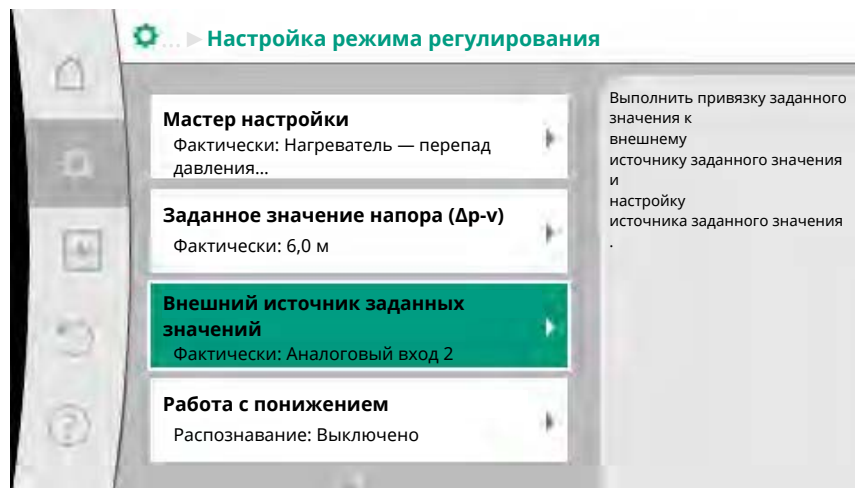 ... Настройка режима регулирования
Мастер настройки
Фактически: Нагреватель — перепад
давления...
Заданное значение напора (Δp-v)
Фактически: 6,0 м
Внешний источник заданных
значений
Фактически: Аналоговый вход 2
Работа с понижением
Распознавание: Выключено
Выполнить привязку заданного
значения к
внешнему
источнику заданного значения
и
настройку
источника заданного значения
.